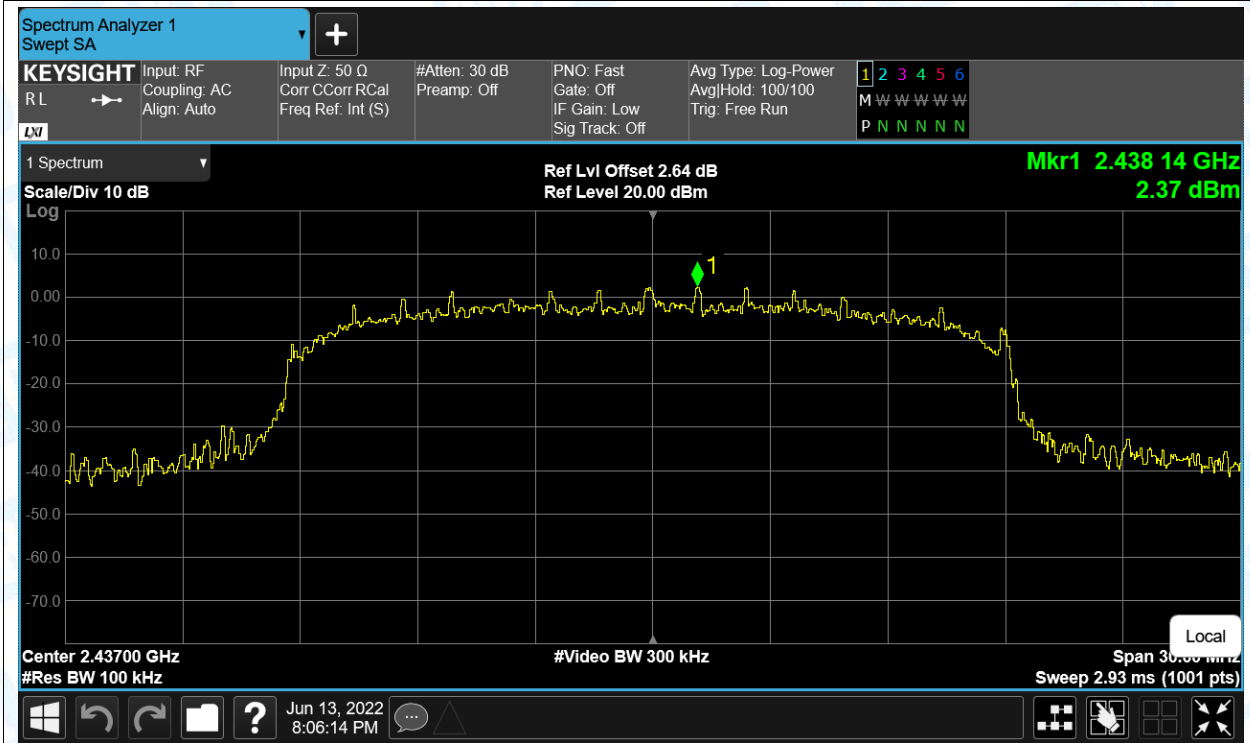 Spectrum Analyzer 1
Swept SA
KEYSIGHT
R L
LXI
Input: RF
Coupling: AC
Align: Auto
Input Z: 50 Ω
Corr CCorr RCal
Freq Ref: Int (S)
#Atten: 30 dB
Preamp: Off
PNO: Fast
Gate: Off
IF Gain: Low
Sig Track: Off
Avg Type: Log-Power
Avg|Hold: 100/100
Trig: Free Run
1 2 3 4 5 6
M W W W W W
P N N N N N
1 Spectrum
Scale/Div 10 dB
Log
Ref Lvl Offset 2.64 dB
Ref Level 20.00 dBm
Mkr1 2.438 14 GHz
2.37 dBm
1
10.0
0.00
-10.0
-20.0
-30.0
-40.0
-50.0
-60.0
-70.0
Local
Center 2.43700 GHz
#Video BW 300 kHz
Span 30.00 MHz
#Res BW 100 kHz
Sweep 2.93 ms (1001 pts)
?
Jun 13, 2022
8:06:14 PM